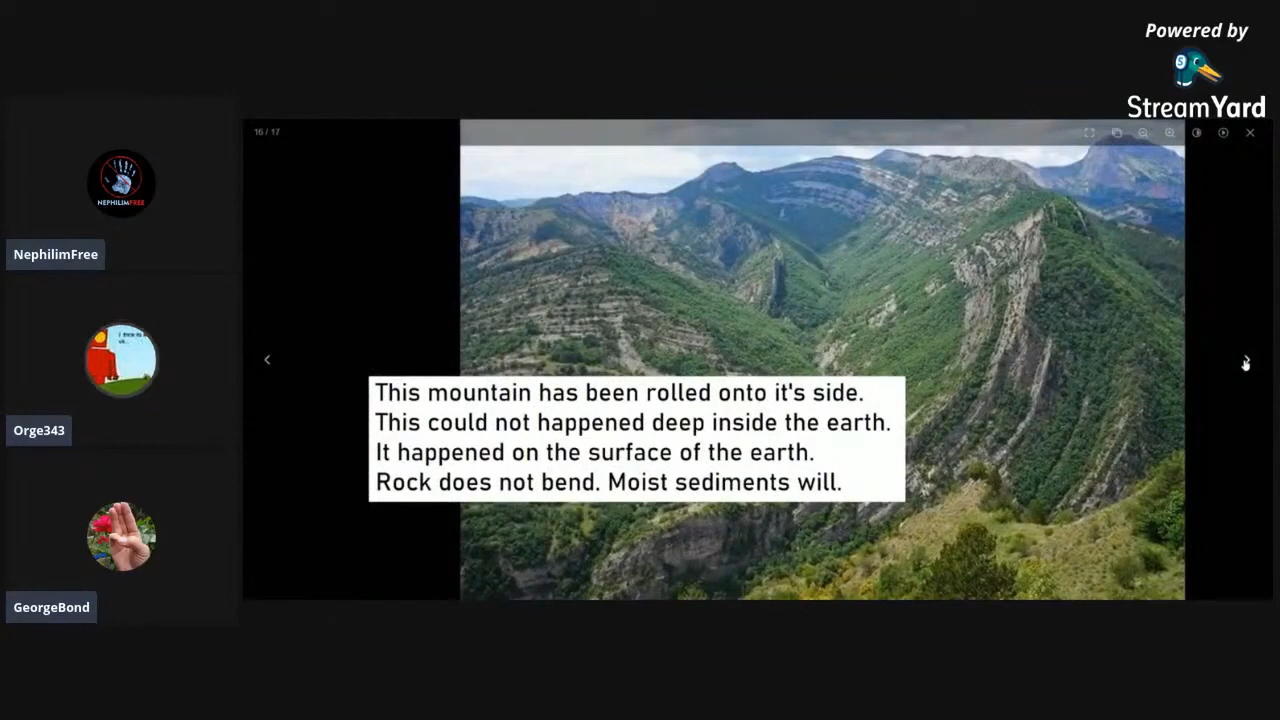 Powered by
StreamYard
16 / 17
NEPHILIMFREE
NephilimFree
Orge343
GeorgeBond
This mountain has been rolled onto it's side.
This could not happened deep inside the earth.
It happened on the surface of the earth.
Rock does not bend. Moist sediments will.